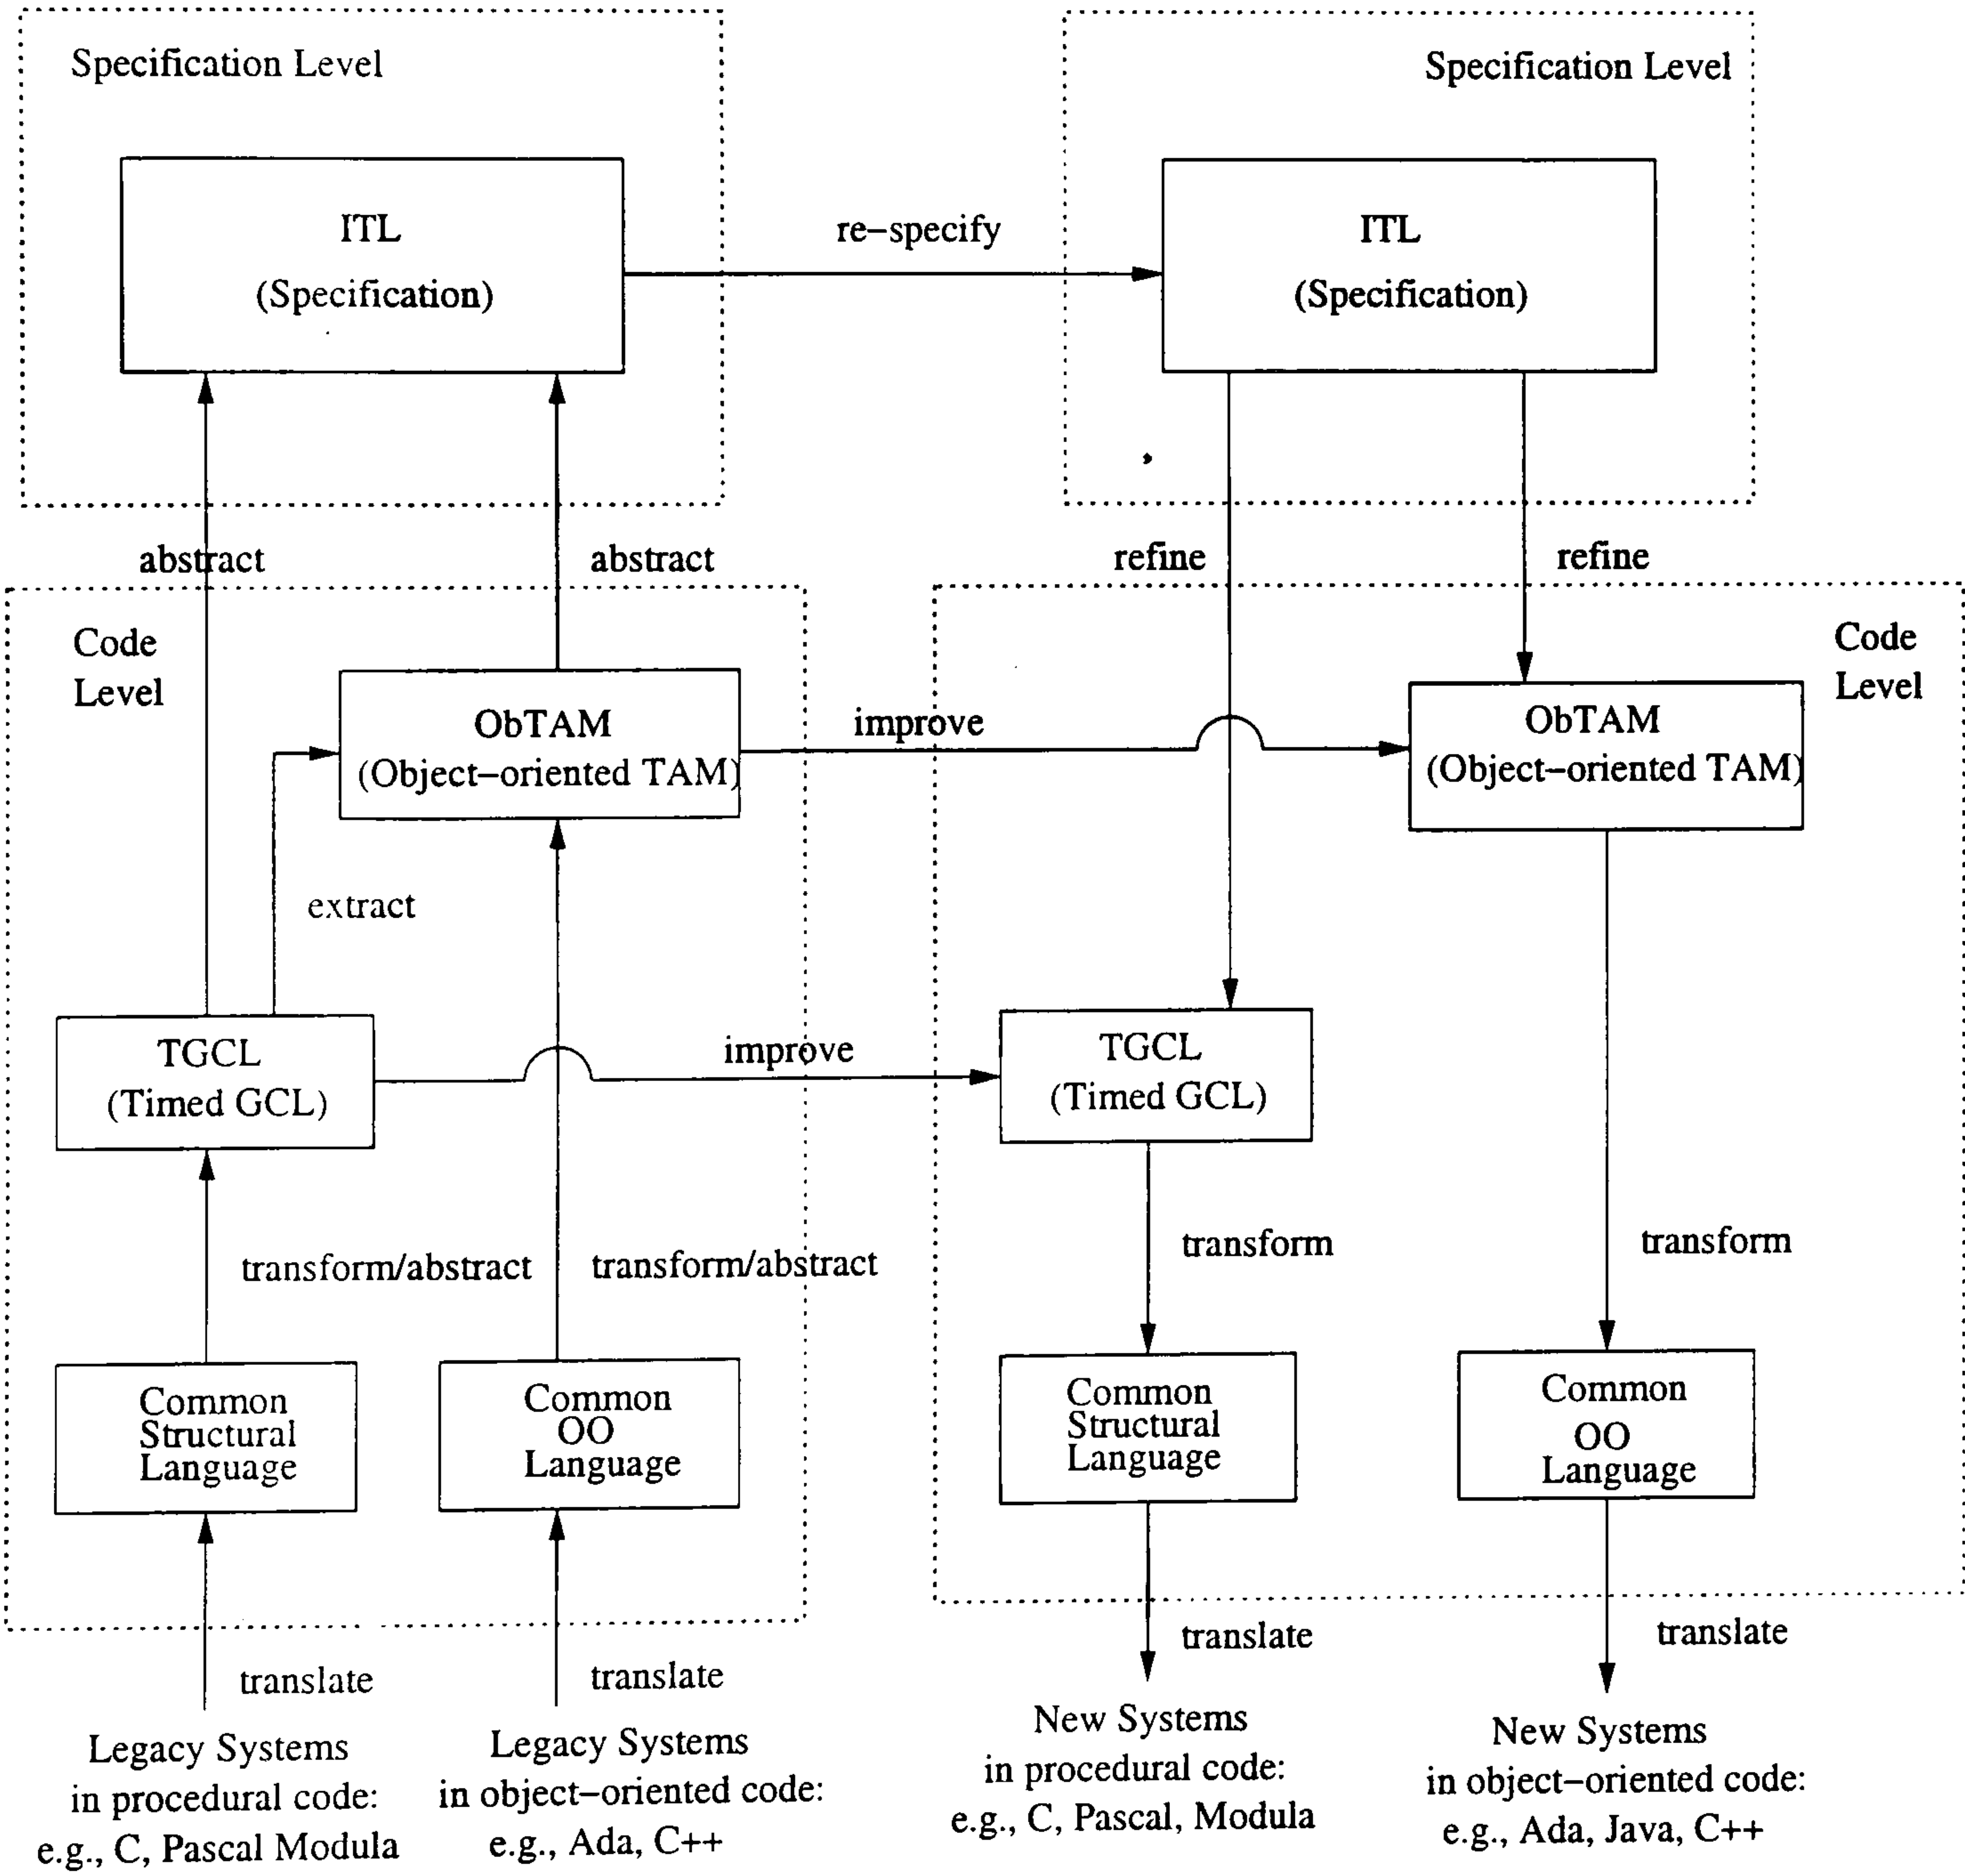 Specification Level
Specification Level
ITL
(Specification)
re-specify
ITL
(Specification)
abstract
abstract
refine
refine
Code
Level
Code
Level
ObTAM
(Object-oriented TAM)
improve
ObTAM
(Object-oriented TAM)
extract
TGCL
(Timed GCL)
improve
TGCL
(Timed GCL)
transform/abstract
transform/abstract
transform
transform
Common
Structural
Language
Common
OO
Language
Common
Structural
Language
Common
OO
Language
translate
translate
translate
translate
Legacy Systems
in procedural code:
e.g., C, Pascal Modula
Legacy Systems
in object-oriented code:
e.g., Ada, C++
New Systems
in procedural code:
e.g., C, Pascal, Modula
New Systems
in object-oriented code:
e.g., Ada, Java, C++